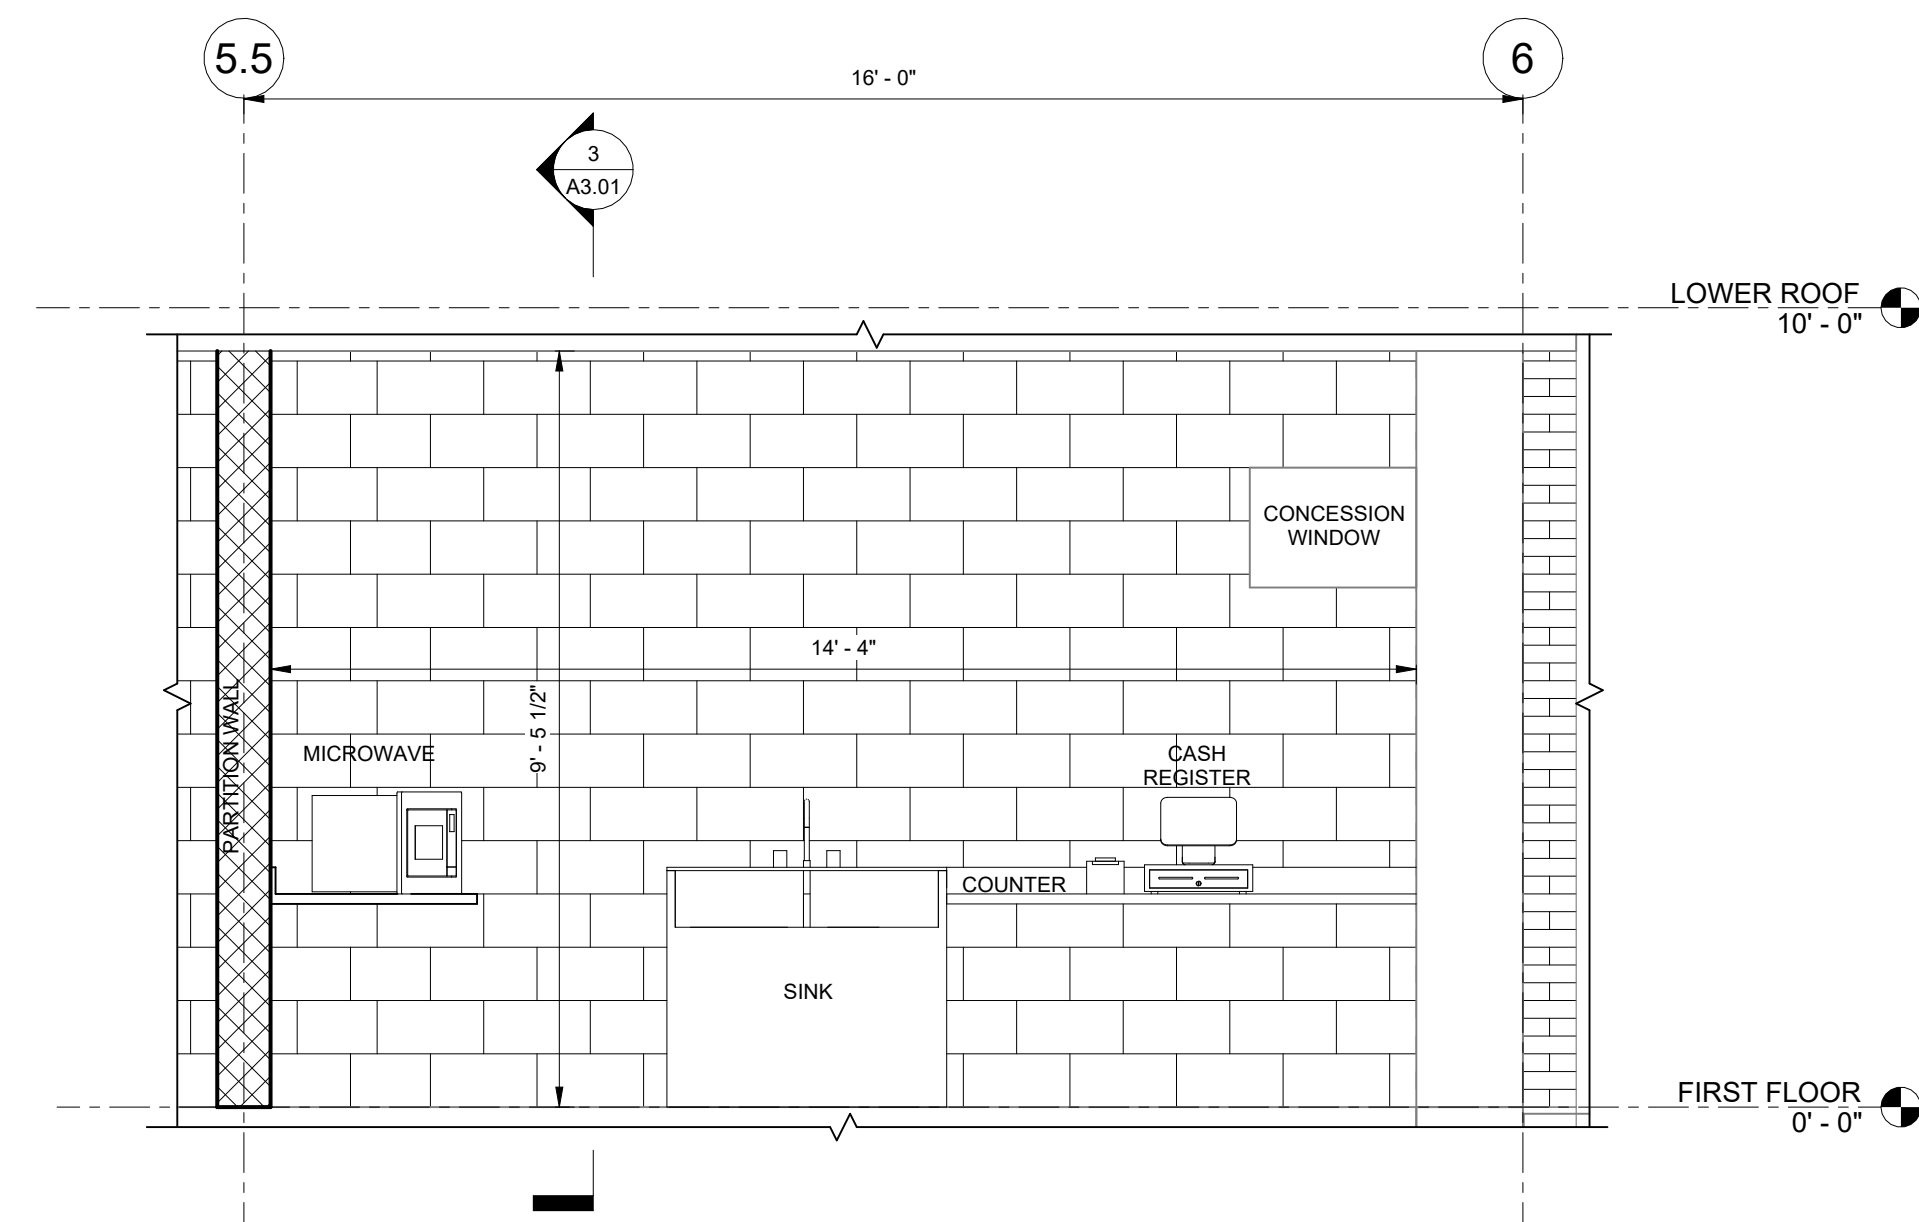 5.5
6
16' - 0"
3
A3.01
LOWER ROOF
10' - 0"
CONCESSION
WINDOW
14' - 4"
9' - 5 1/2"
PARTITION WALL
MICROWAVE
CASH
REGISTER
COUNTER
SINK
FIRST FLOOR
0' - 0"